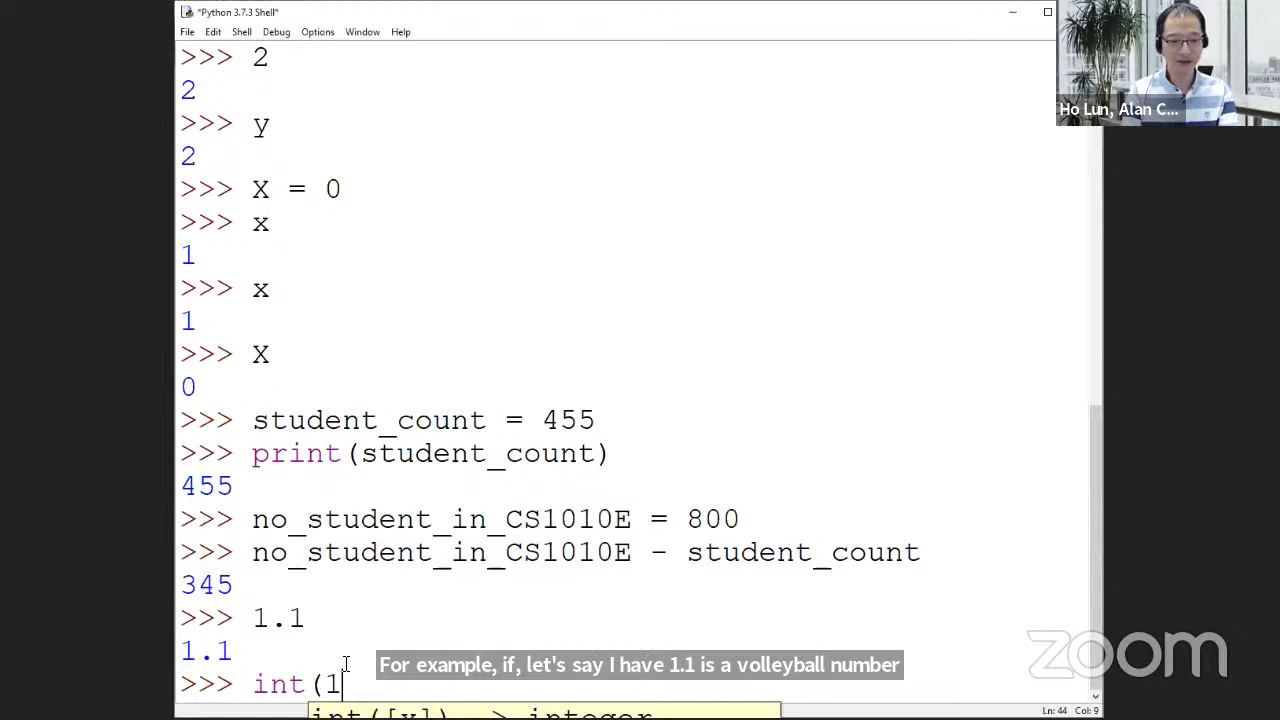 *Python 3.7.3 Shell*
File Edit Shell Debug Options Window Help
>>> 2
2
>>> y
2
>>> X = 0
>>> x
1
>>> x
1
>>> X
0
>>> student_count = 455
>>> print(student_count)
455
>>> no_student_in_CS1010E = 800
>>> no_student_in_CS1010E - student_count
345
>>> 1.1
1.1
>>> int(1
int([x]) -> integer
For example, if, let's say I have 1.1 is a volleyball number
Ln: 44 Col: 9
Ho Lun, Alan C...
zoom